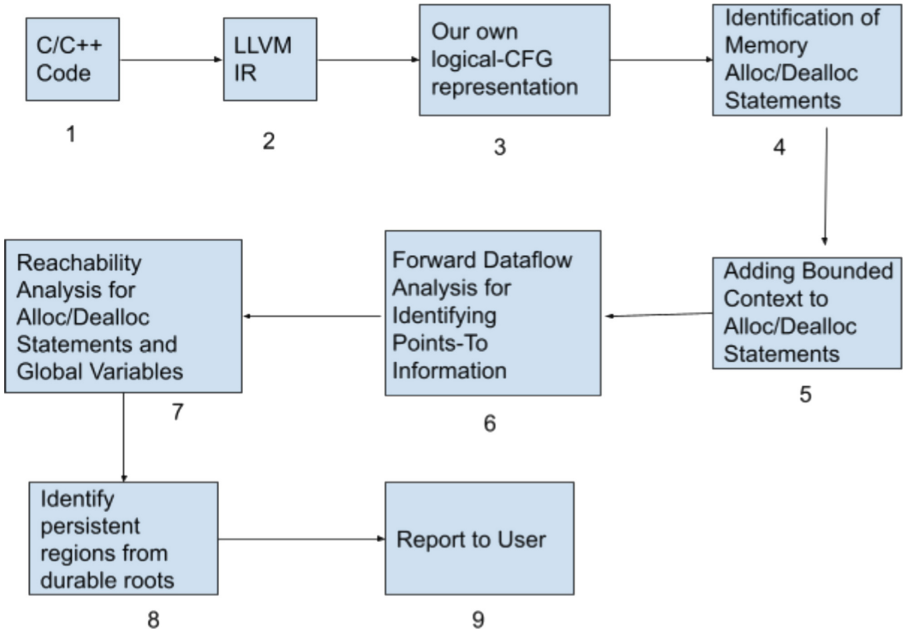 C/C++
Code
1
LLVM
IR
2
Our own
logical-CFG
representation
3
Identification of
Memory
Alloc/Dealloc
Statements
4
Adding Bounded
Context to
Alloc/Dealloc
Statements
5
Forward Dataflow
Analysis for
Identifying
Points-To
Information
6
Reachability
Analysis for
Alloc/Dealloc
Statements and
Global Variables
7
Identify
persistent
regions from
durable roots
8
Report to User
9